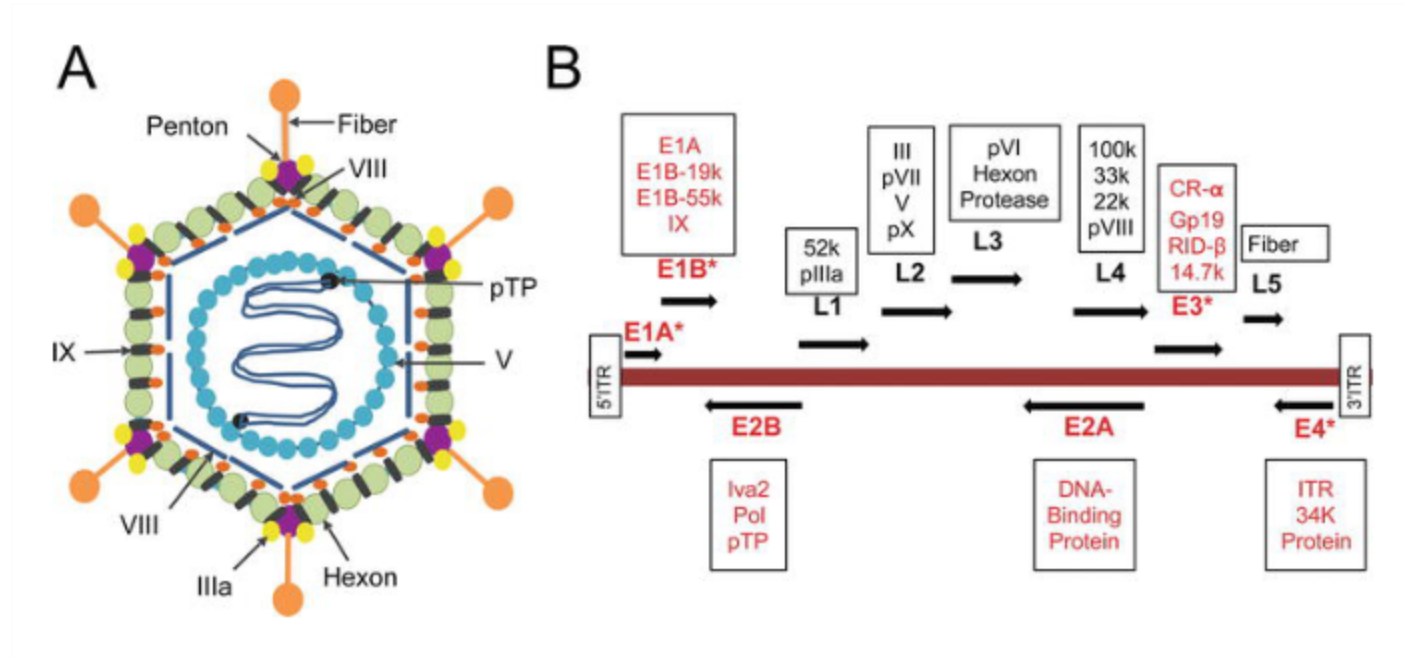 A
Penton
Fiber
VIII
pTP
IX
V
VIII
IIIa
Hexon
B
E1A
E1B-19k
E1B-55k
IX
E1B*
E1A*
52k
pIIIa
L1
III
pVII
V
pX
L2
pVI
Hexon
Protease
L3
100k
33k
22k
pVIII
L4
CR-α
Gp19
RID-β
14.7k
E3*
Fiber
L5
5'ITR
3'ITR
E2B
Iva2
Pol
pTP
E2A
DNA-
Binding
Protein
E4*
ITR
34K
Protein